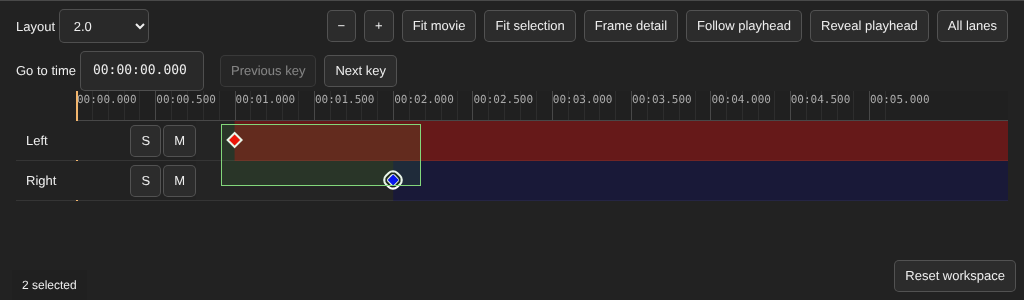 Layout 2.0 − + Fit movie Fit selection Frame detail Follow playhead Reveal playhead All lanes
Go to time 00:00:00.000 Previous key Next key
00:00.000 00:00.500 00:01.000 00:01.500 00:02.000 00:02.500 00:03.000 00:03.500 00:04.000 00:04.500 00:05.000
Left S M
Right S M
Reset workspace
2 selected